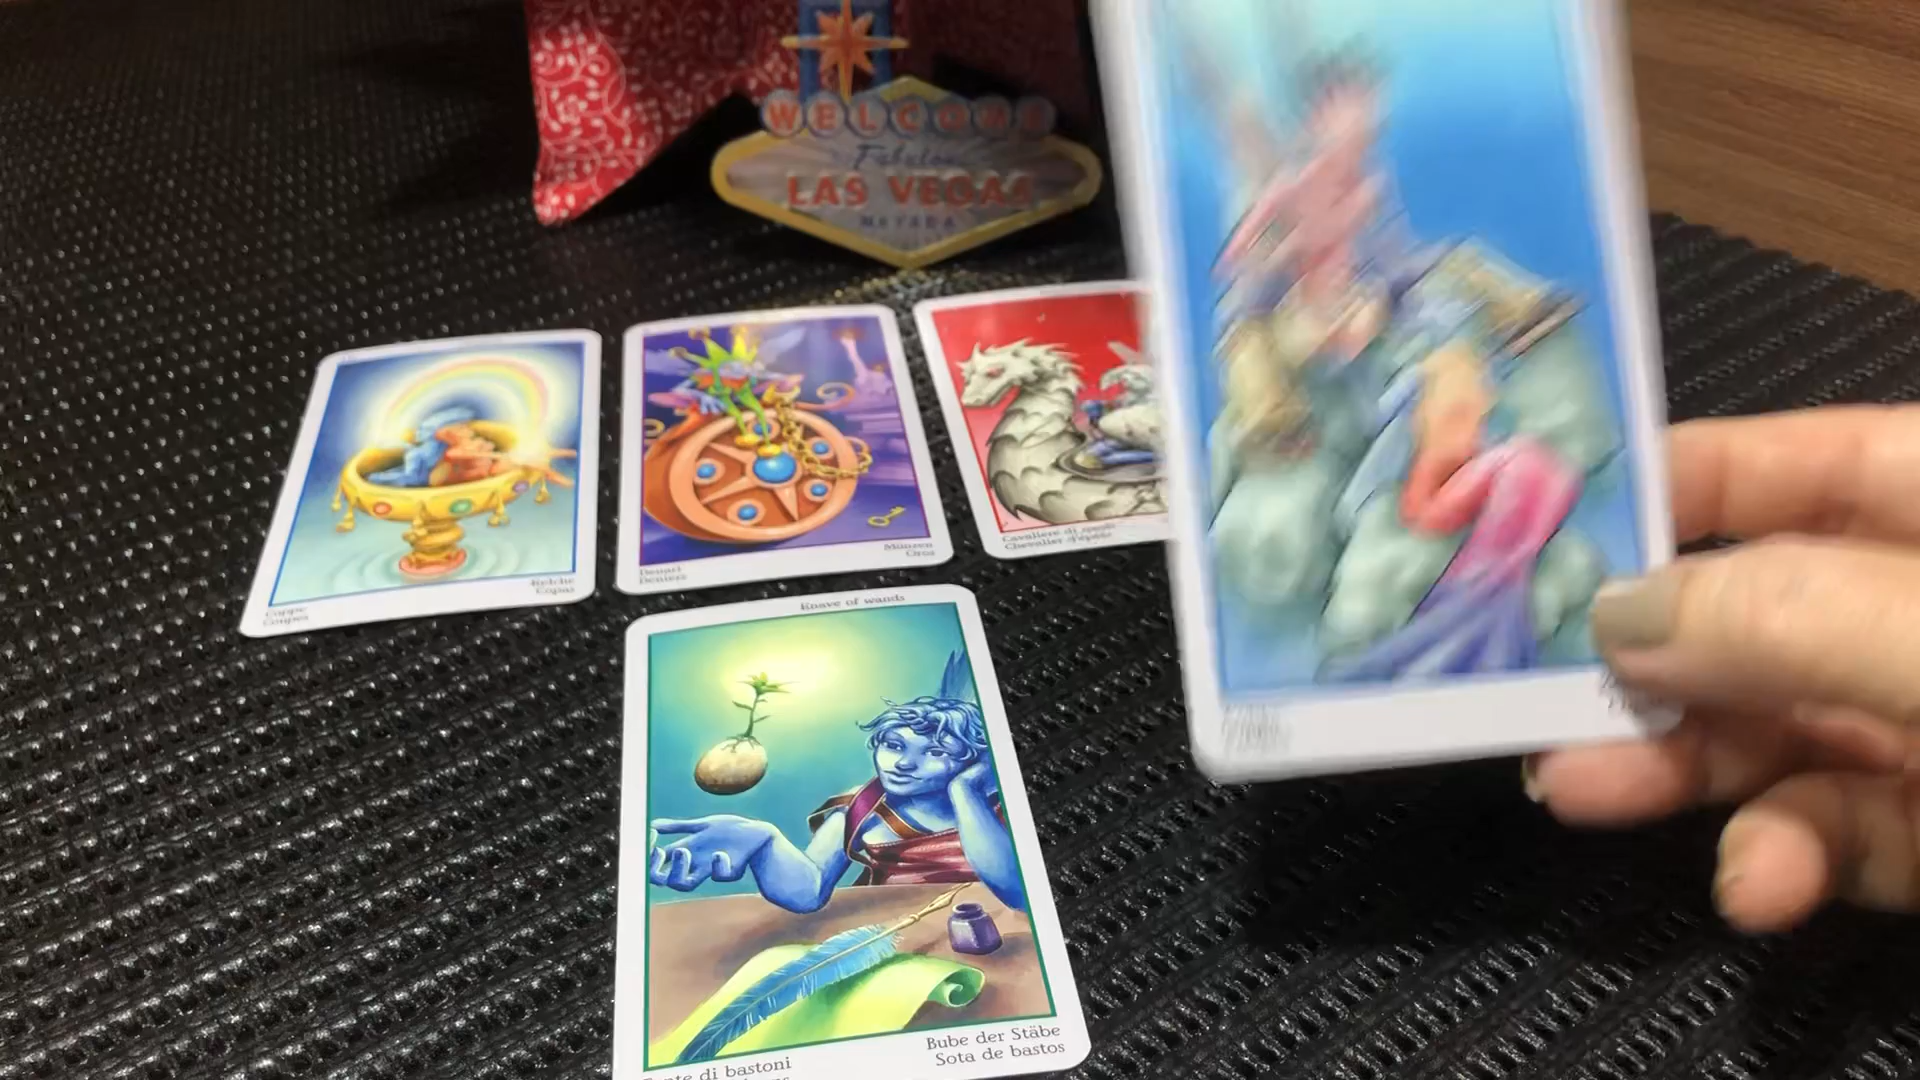 WELCOME
Fabulous
LAS VEGAS
NEVADA
Coppe
Coupes
Kelche
Copas
Denari
Deniers
Münzen
Oros
Cavaliere di spade
Chevalier d'épée
Knave of wands
Fante di bastoni
Bube der Stäbe
Sota de bastos